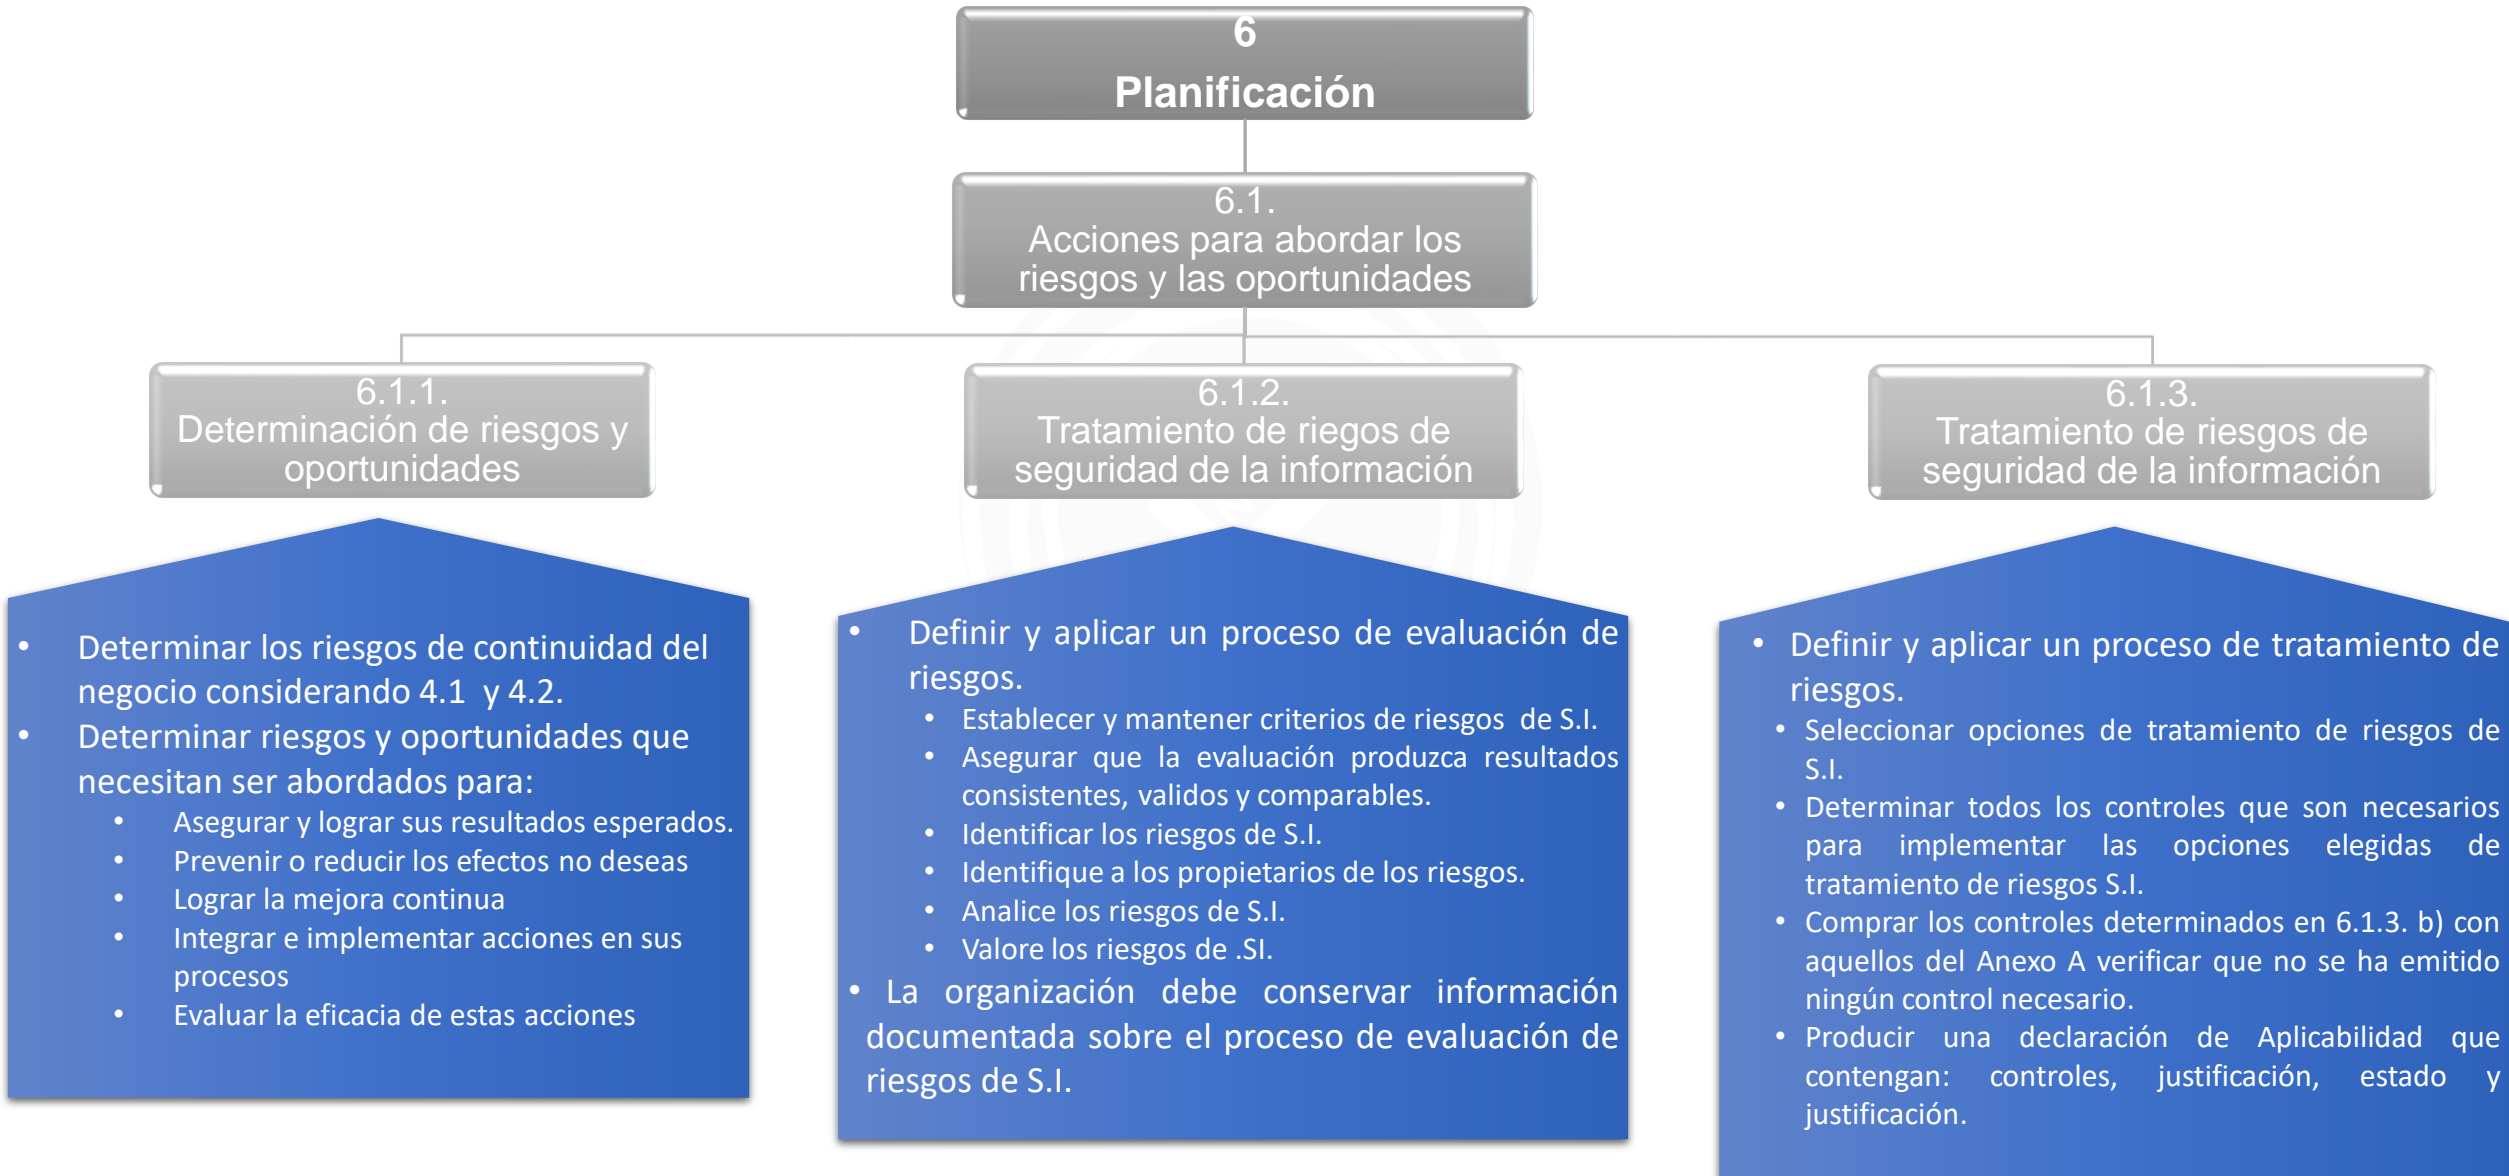 6
Planificación
6.1.
Acciones para abordar los
riesgos y las oportunidades
6.1.1.
Determinación de riesgos y
oportunidades
6.1.2.
Tratamiento de riegos de
seguridad de la información
6.1.3.
Tratamiento de riesgos de
seguridad de la información
• Determinar los riesgos de continuidad del
negocio considerando 4.1 y 4.2.
• Determinar riesgos y oportunidades que
necesitan ser abordados para:
• Asegurar y lograr sus resultados esperados.
• Prevenir o reducir los efectos no deseas
• Lograr la mejora continua
• Integrar e implementar acciones en sus
procesos
• Evaluar la eficacia de estas acciones
• Definir y aplicar un proceso de evaluación de
riesgos.
• Establecer y mantener criterios de riesgos de S.I.
• Asegurar que la evaluación produzca resultados
consistentes, validos y comparables.
• Identificar los riesgos de S.I.
• Identifique a los propietarios de los riesgos.
• Analice los riesgos de S.I.
• Valore los riesgos de .SI.
• La organización debe conservar información
documentada sobre el proceso de evaluación de
riesgos de S.I.
• Definir y aplicar un proceso de tratamiento de
riesgos.
• Seleccionar opciones de tratamiento de riesgos de
S.I.
• Determinar todos los controles que son necesarios
para implementar las opciones elegidas de
tratamiento de riesgos S.I.
• Comprar los controles determinados en 6.1.3. b) con
aquellos del Anexo A verificar que no se ha emitido
ningún control necesario.
• Producir una declaración de Aplicabilidad que
contengan: controles, justificación, estado y
justificación.